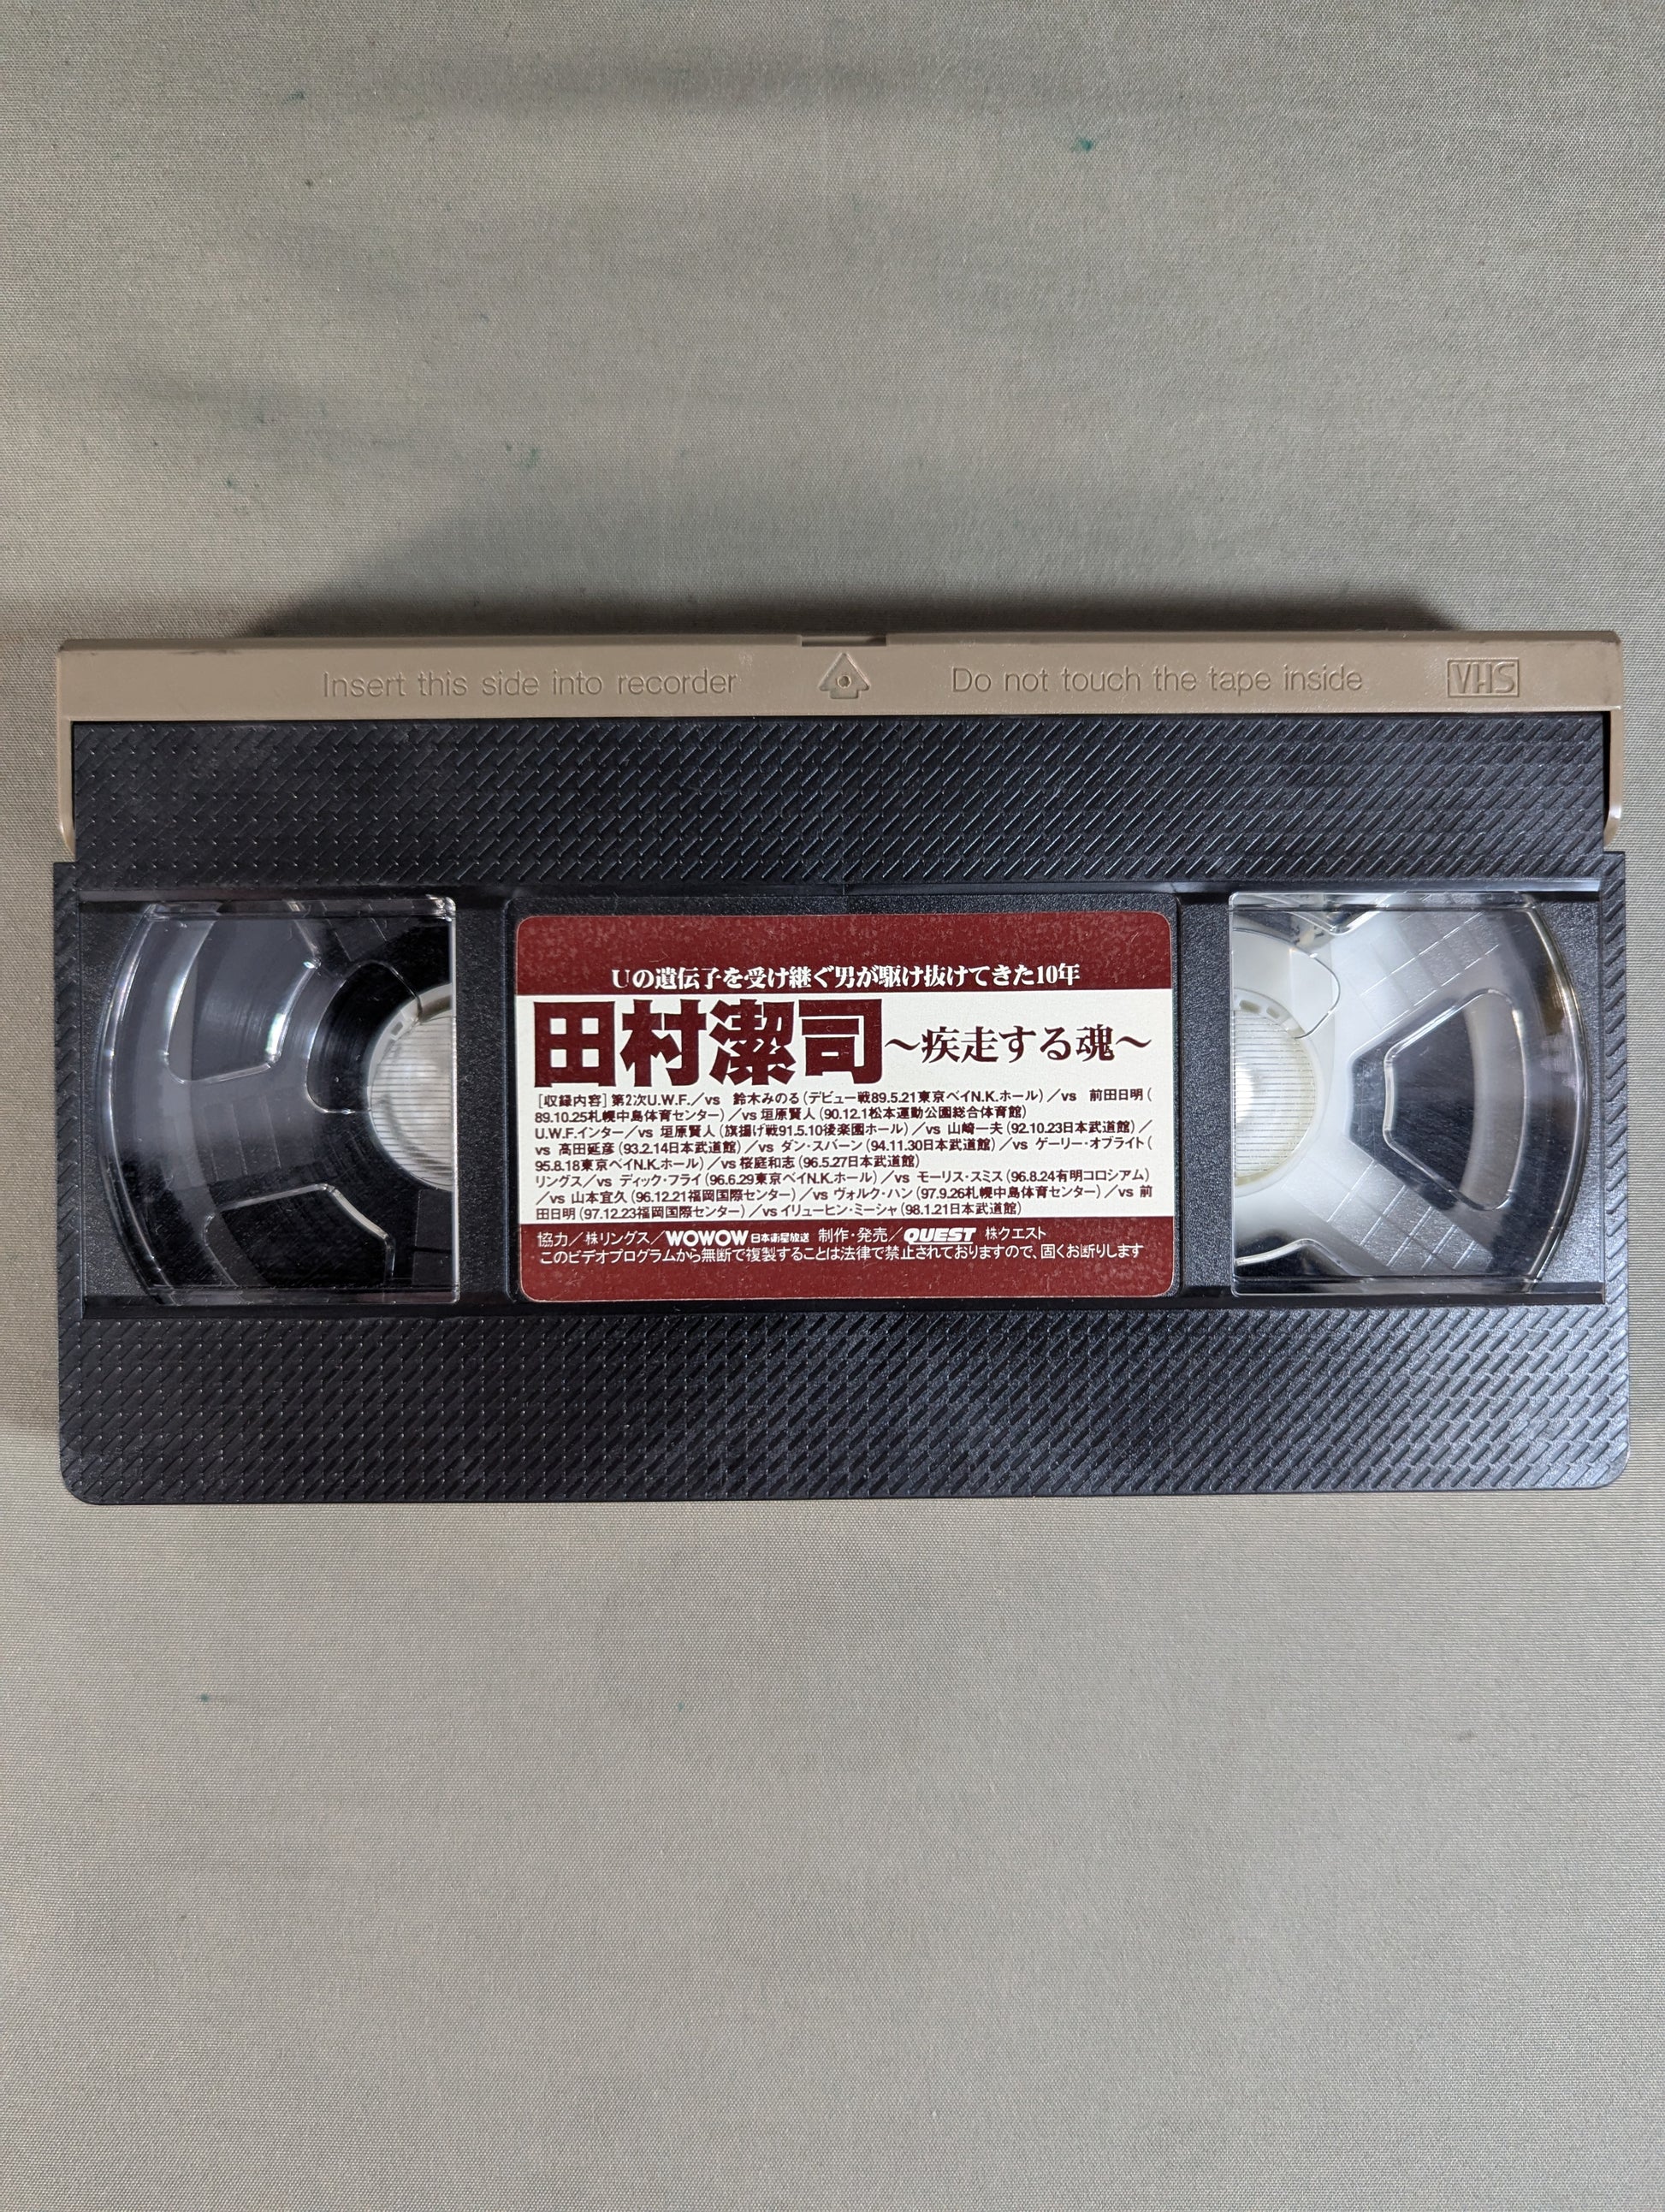 Insert this side into recorder
Do not touch the tape inside
VHS
Uの遺伝子を受け継ぐ男が駆け抜けてきた10年
田村潔司～疾走する魂～
[収録内容] 第2次U.W.F.／vs 鈴木みのる(デビュー戦89.5.21東京ベイN.K.ホール)／vs 前田日明(
89.10.25札幌中島体育センター)／vs 垣原賢人(90.12.1松本運動公園総合体育館)
U.W.F.インター／vs 垣原賢人(旗揚げ戦91.5.10後楽園ホール)／vs 山崎一夫(92.10.23日本武道館)／
vs 高田延彦(93.2.14日本武道館)／vs ダン・スバーン(94.11.30日本武道館)／vs ゲーリー・オブライト(
95.8.18東京ベイN.K.ホール)／vs 桜庭和志(96.5.27日本武道館)
リングス／vs ディック・フライ(96.6.29東京ベイN.K.ホール)／vs モーリス・スミス(96.8.24有明コロシアム)
／vs 山本宜久(96.12.21福岡国際センター)／vs ヴォルク・ハン(97.9.26札幌中島体育センター)／vs 前
田日明(97.12.23福岡国際センター)／vs イリューヒン・ミーシャ(98.1.21日本武道館)
協力／㈱リングス／WOWOW 日本衛星放送 制作・発売／QUEST ㈱クエスト
このビデオプログラムから無断で複製することは法律で禁止されておりますので、固くお断りします